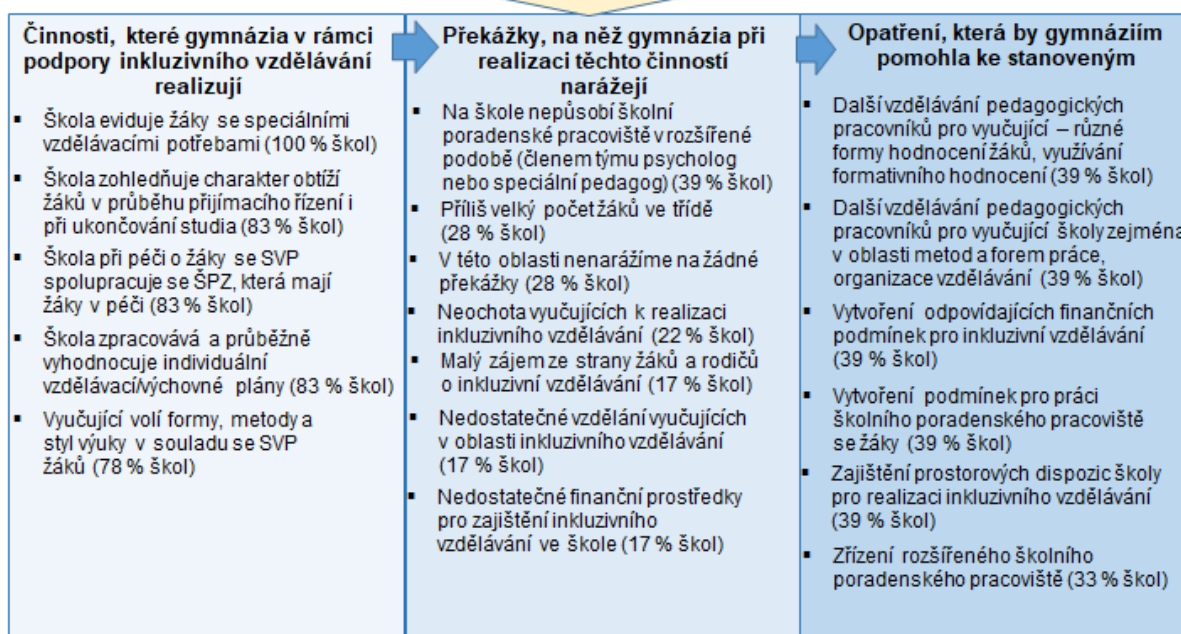 Činnosti, které gymnázia v rámci
podpory inkluzivního vzdělávání
realizují
▪ Škola eviduje žáky se speciálními
vzdělávacími potřebami (100 % škol)
▪ Škola zohledňuje charakter obtíží
žáků v průběhu přijímacího řízení i
při ukončování studia (83 % škol)
▪ Škola při péči o žáky se SVP
spolupracuje se ŠPZ, která mají
žáky v péči (83 % škol)
▪ Škola zpracovává a průběžně
vyhodnocuje individuální
vzdělávací/výchovné plány (83 % škol)
▪ Vyučující volí formy, metody a
styl výuky v souladu se SVP
žáků (78 % škol)
Překážky, na něž gymnázia při
realizaci těchto činností
narážejí
▪ Na škole nepůsobí školní
poradenské pracoviště v rozšířené
podobě (členem týmu psycholog
nebo speciální pedagog) (39 % škol)
▪ Příliš velký počet žáků ve třídě
(28 % škol)
▪ V této oblasti nenarážíme na žádné
překážky (28 % škol)
▪ Neochota vyučujících k realizaci
inkluzivního vzdělávání (22 % škol)
▪ Malý zájem ze strany žáků a rodičů
o inkluzivní vzdělávání (17 % škol)
▪ Nedostatečné vzdělání vyučujících
v oblasti inkluzivního vzdělávání
(17 % škol)
▪ Nedostatečné finanční prostředky
pro zajištění inkluzivního
vzdělávání ve škole (17 % škol)
Opatření, která by gymnáziím
pomohla ke stanoveným
▪ Další vzdělávání pedagogických
pracovníků pro vyučující – různé
formy hodnocení žáků, využívání
formativního hodnocení (39 % škol)
▪ Další vzdělávání pedagogických
pracovníků pro vyučující školy zejména
v oblasti metod a forem práce,
organizace vzdělávání (39 % škol)
▪ Vytvoření odpovídajících finančních
podmínek pro inkluzivní vzdělávání
(39 % škol)
▪ Vytvoření podmínek pro práci
školního poradenského pracoviště
se žáky (39 % škol)
▪ Zajištění prostorových dispozic školy
pro realizaci inkluzivního vzdělávání
(39 % škol)
▪ Zřízení rozšířeného školního
poradenského pracoviště (33 % škol)